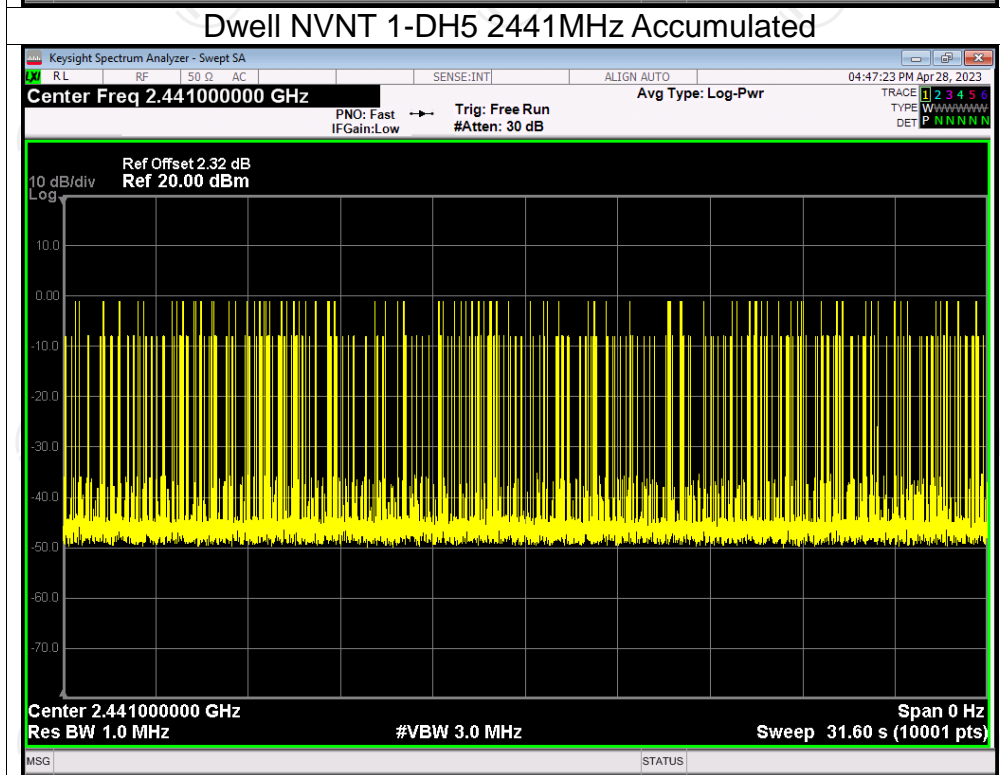 Dwell NVNT 1-DH5 2441MHz Accumulated
Keysight Spectrum Analyzer - Swept SA
LXI RL RF 50 Ω AC SENSE:INT ALIGN AUTO 04:47:23 PM Apr 28, 2023
Center Freq 2.441000000 GHz
PNO: Fast
IFGain:Low
Trig: Free Run
#Atten: 30 dB
Avg Type: Log-Pwr
TRACE 1 2 3 4 5 6
TYPE WWWWWWW
DET P N N N N N
Ref Offset 2.32 dB
10 dB/div Ref 20.00 dBm
Log
10.0
0.00
-10.0
-20.0
-30.0
-40.0
-50.0
-60.0
-70.0
Center 2.441000000 GHz Span 0 Hz
Res BW 1.0 MHz #VBW 3.0 MHz Sweep 31.60 s (10001 pts)
MSG STATUS